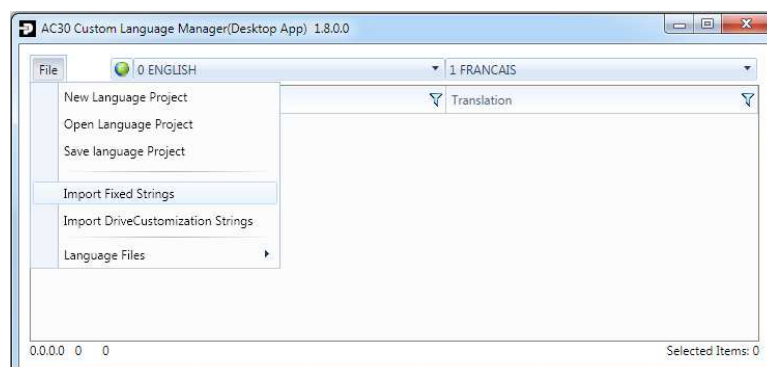 AC30 Custom Language Manager(Desktop App) 1.8.0.0
File 0 ENGLISH 1 FRANCAIS
New Language Project Translation
Open Language Project
Save language Project
Import Fixed Strings
Import DriveCustomization Strings
Language Files
0.0.0.0 0 0 Selected Items: 0